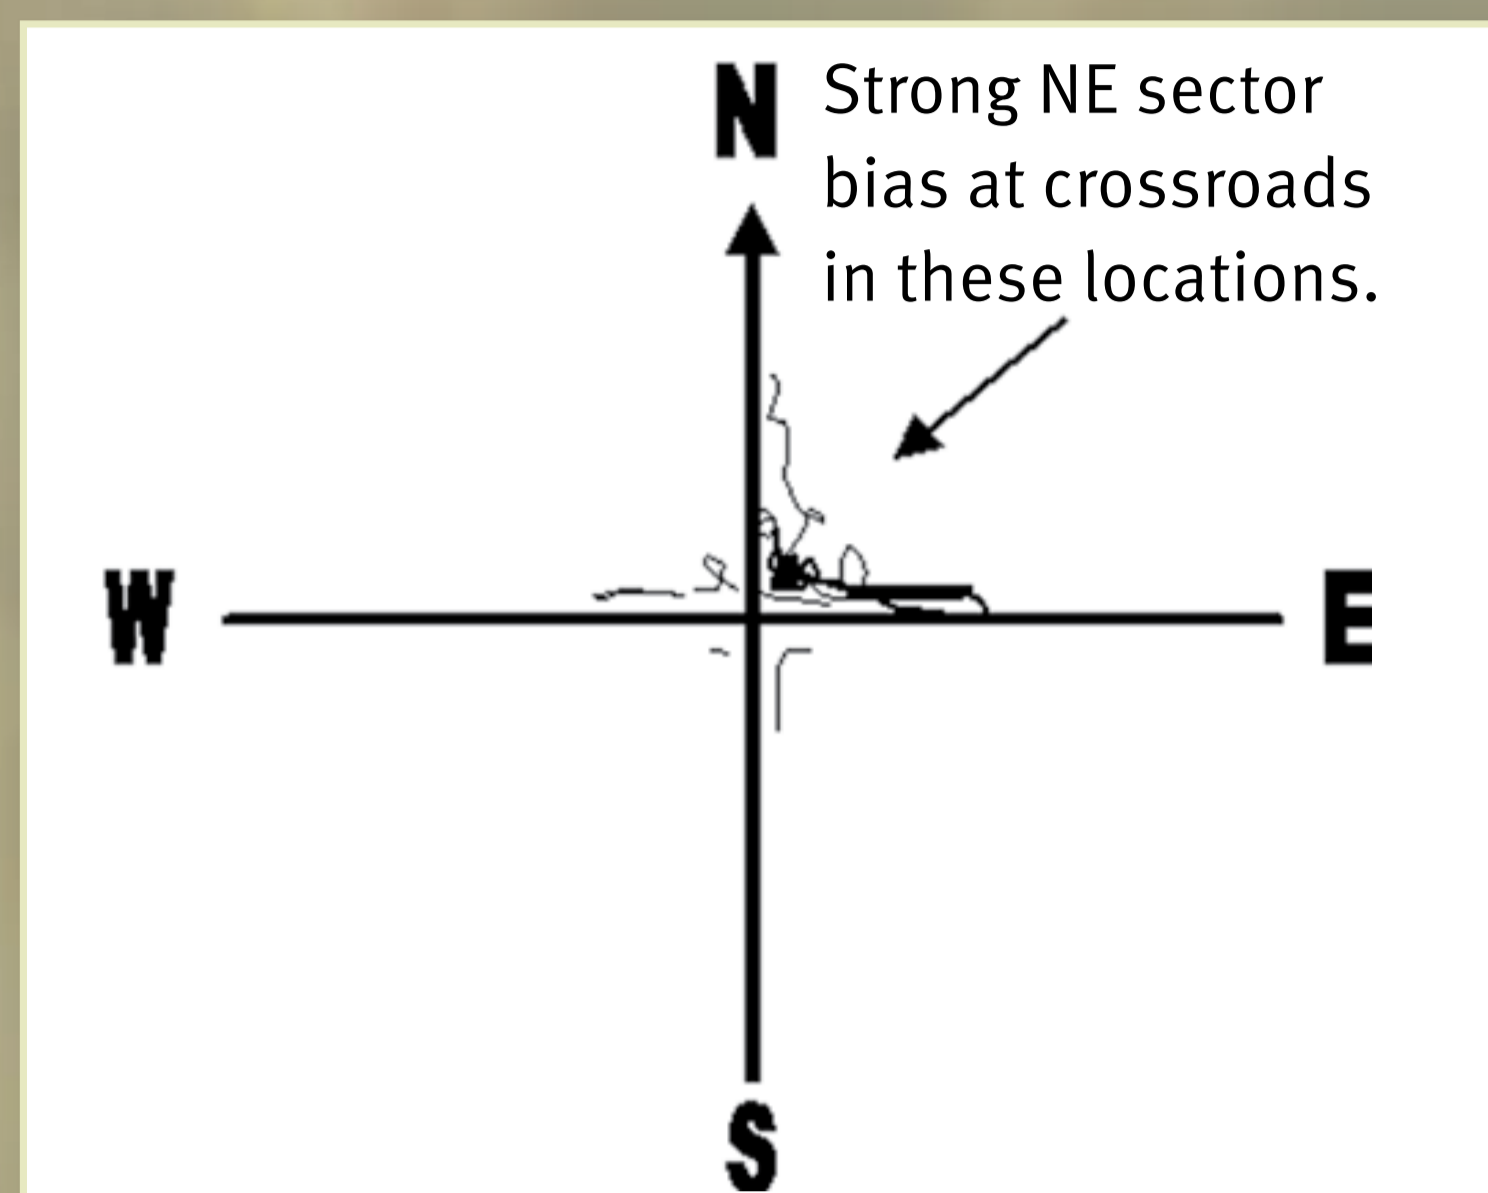 N
Strong NE sector
bias at crossroads
in these locations.
W
E
S